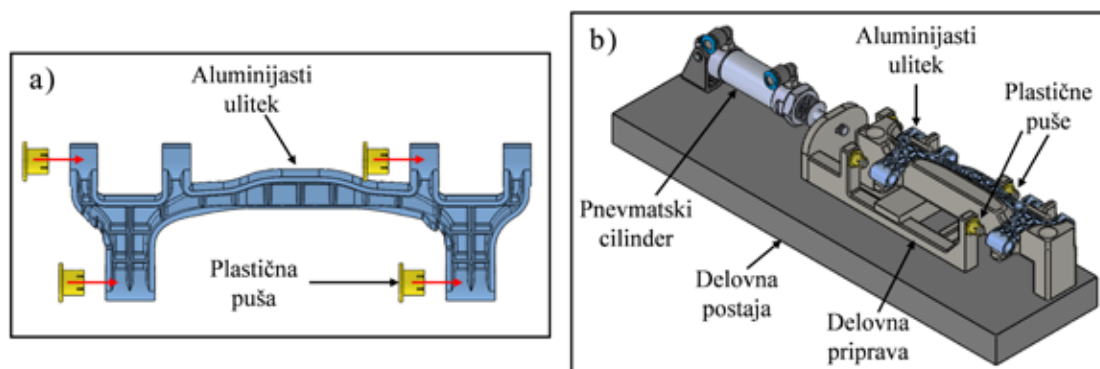 a)
Aluminijasti
ulitek
Plastična
puša
b)
Aluminijasti
ulitek
Plastične
puše
Pnevmatski
cilinder
Delovna
postaja
Delovna
priprava